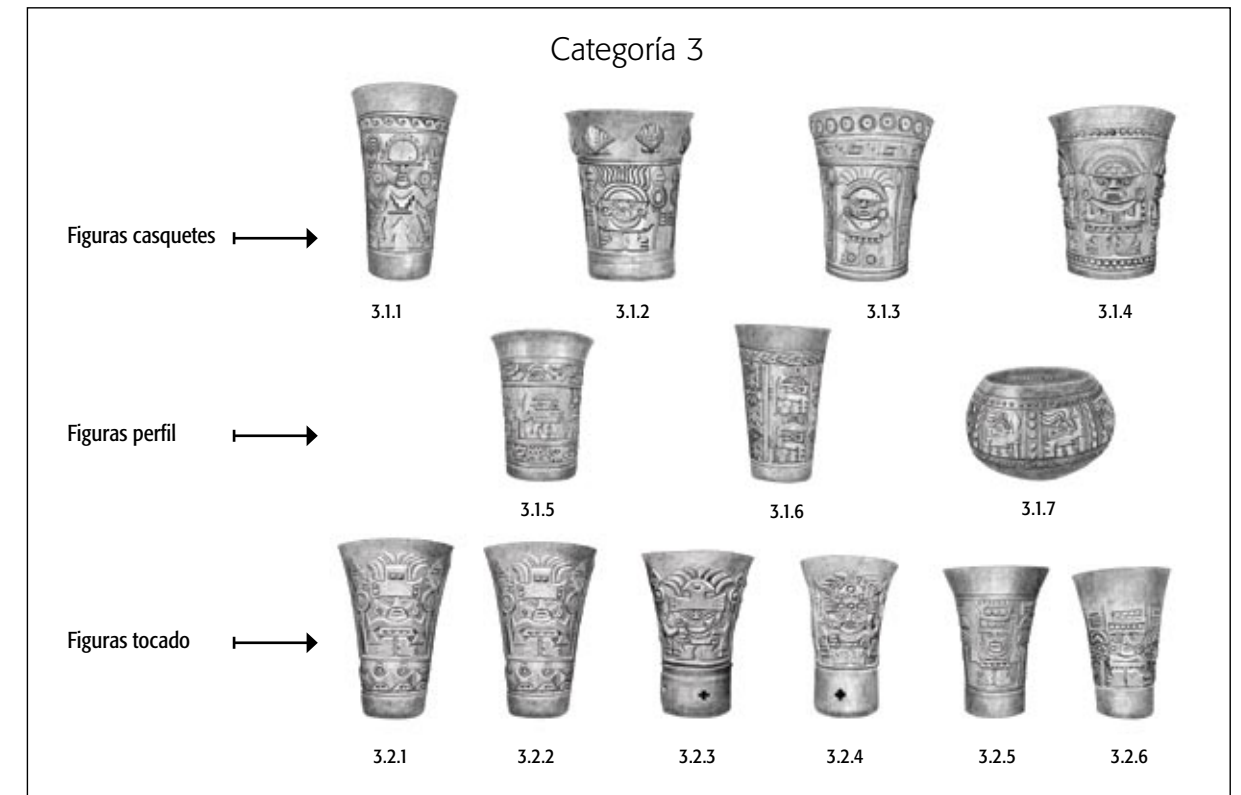 Categoría 3
Figuras casquetes
3.1.1 3.1.2 3.1.3 3.1.4
Figuras perfil
3.1.5 3.1.6 3.1.7
Figuras tocado
3.2.1 3.2.2 3.2.3 3.2.4 3.2.5 3.2.6